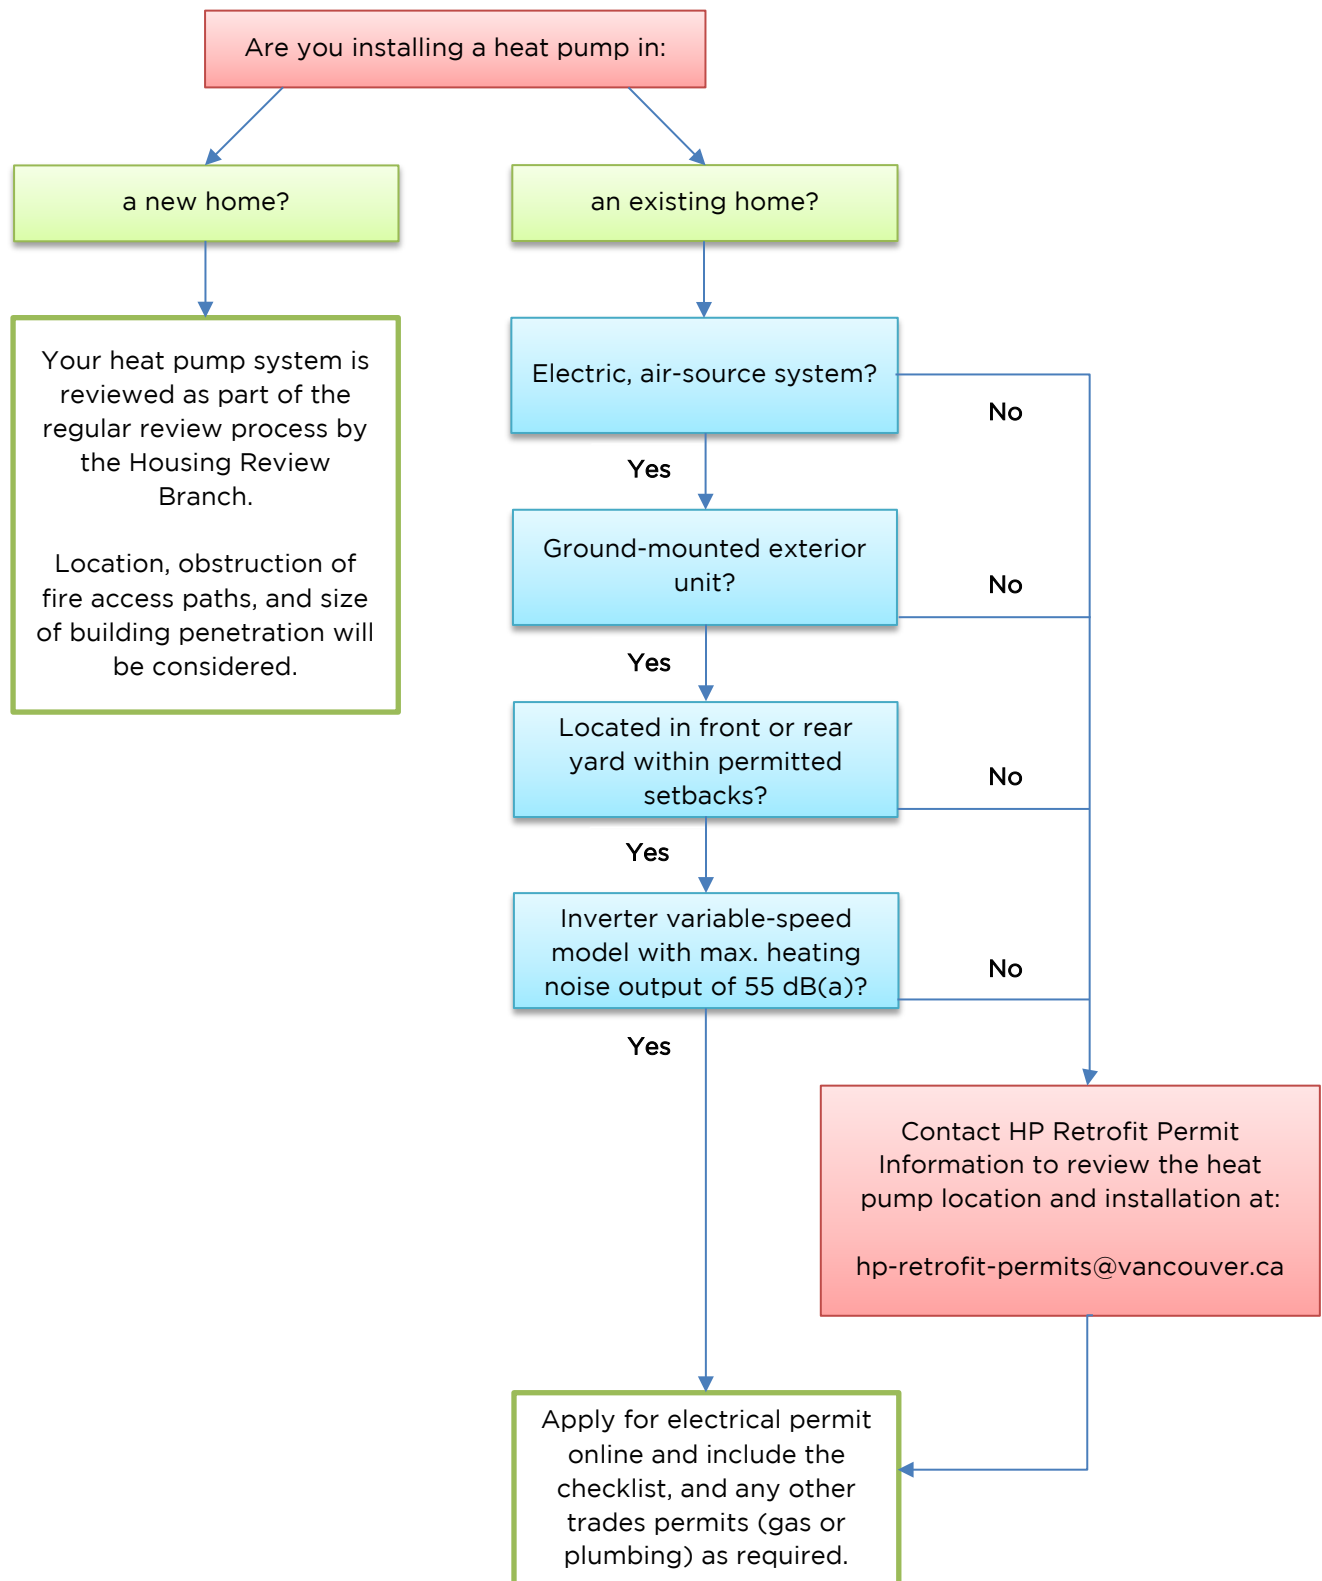 Are you installing a heat pump in:
a new home?
an existing home?
Your heat pump system is
reviewed as part of the
regular review process by
the Housing Review
Branch.
Location, obstruction of
fire access paths, and size
of building penetration will
be considered.
Electric, air-source system?
No
Yes
Ground-mounted exterior
unit?
No
Yes
Located in front or rear
yard within permitted
setbacks?
No
Yes
Inverter variable-speed
model with max. heating
noise output of 55 dB(a)?
No
Yes
Contact HP Retrofit Permit
Information to review the heat
pump location and installation at:
hp-retrofit-permits@vancouver.ca
Apply for electrical permit
online and include the
checklist, and any other
trades permits (gas or
plumbing) as required.